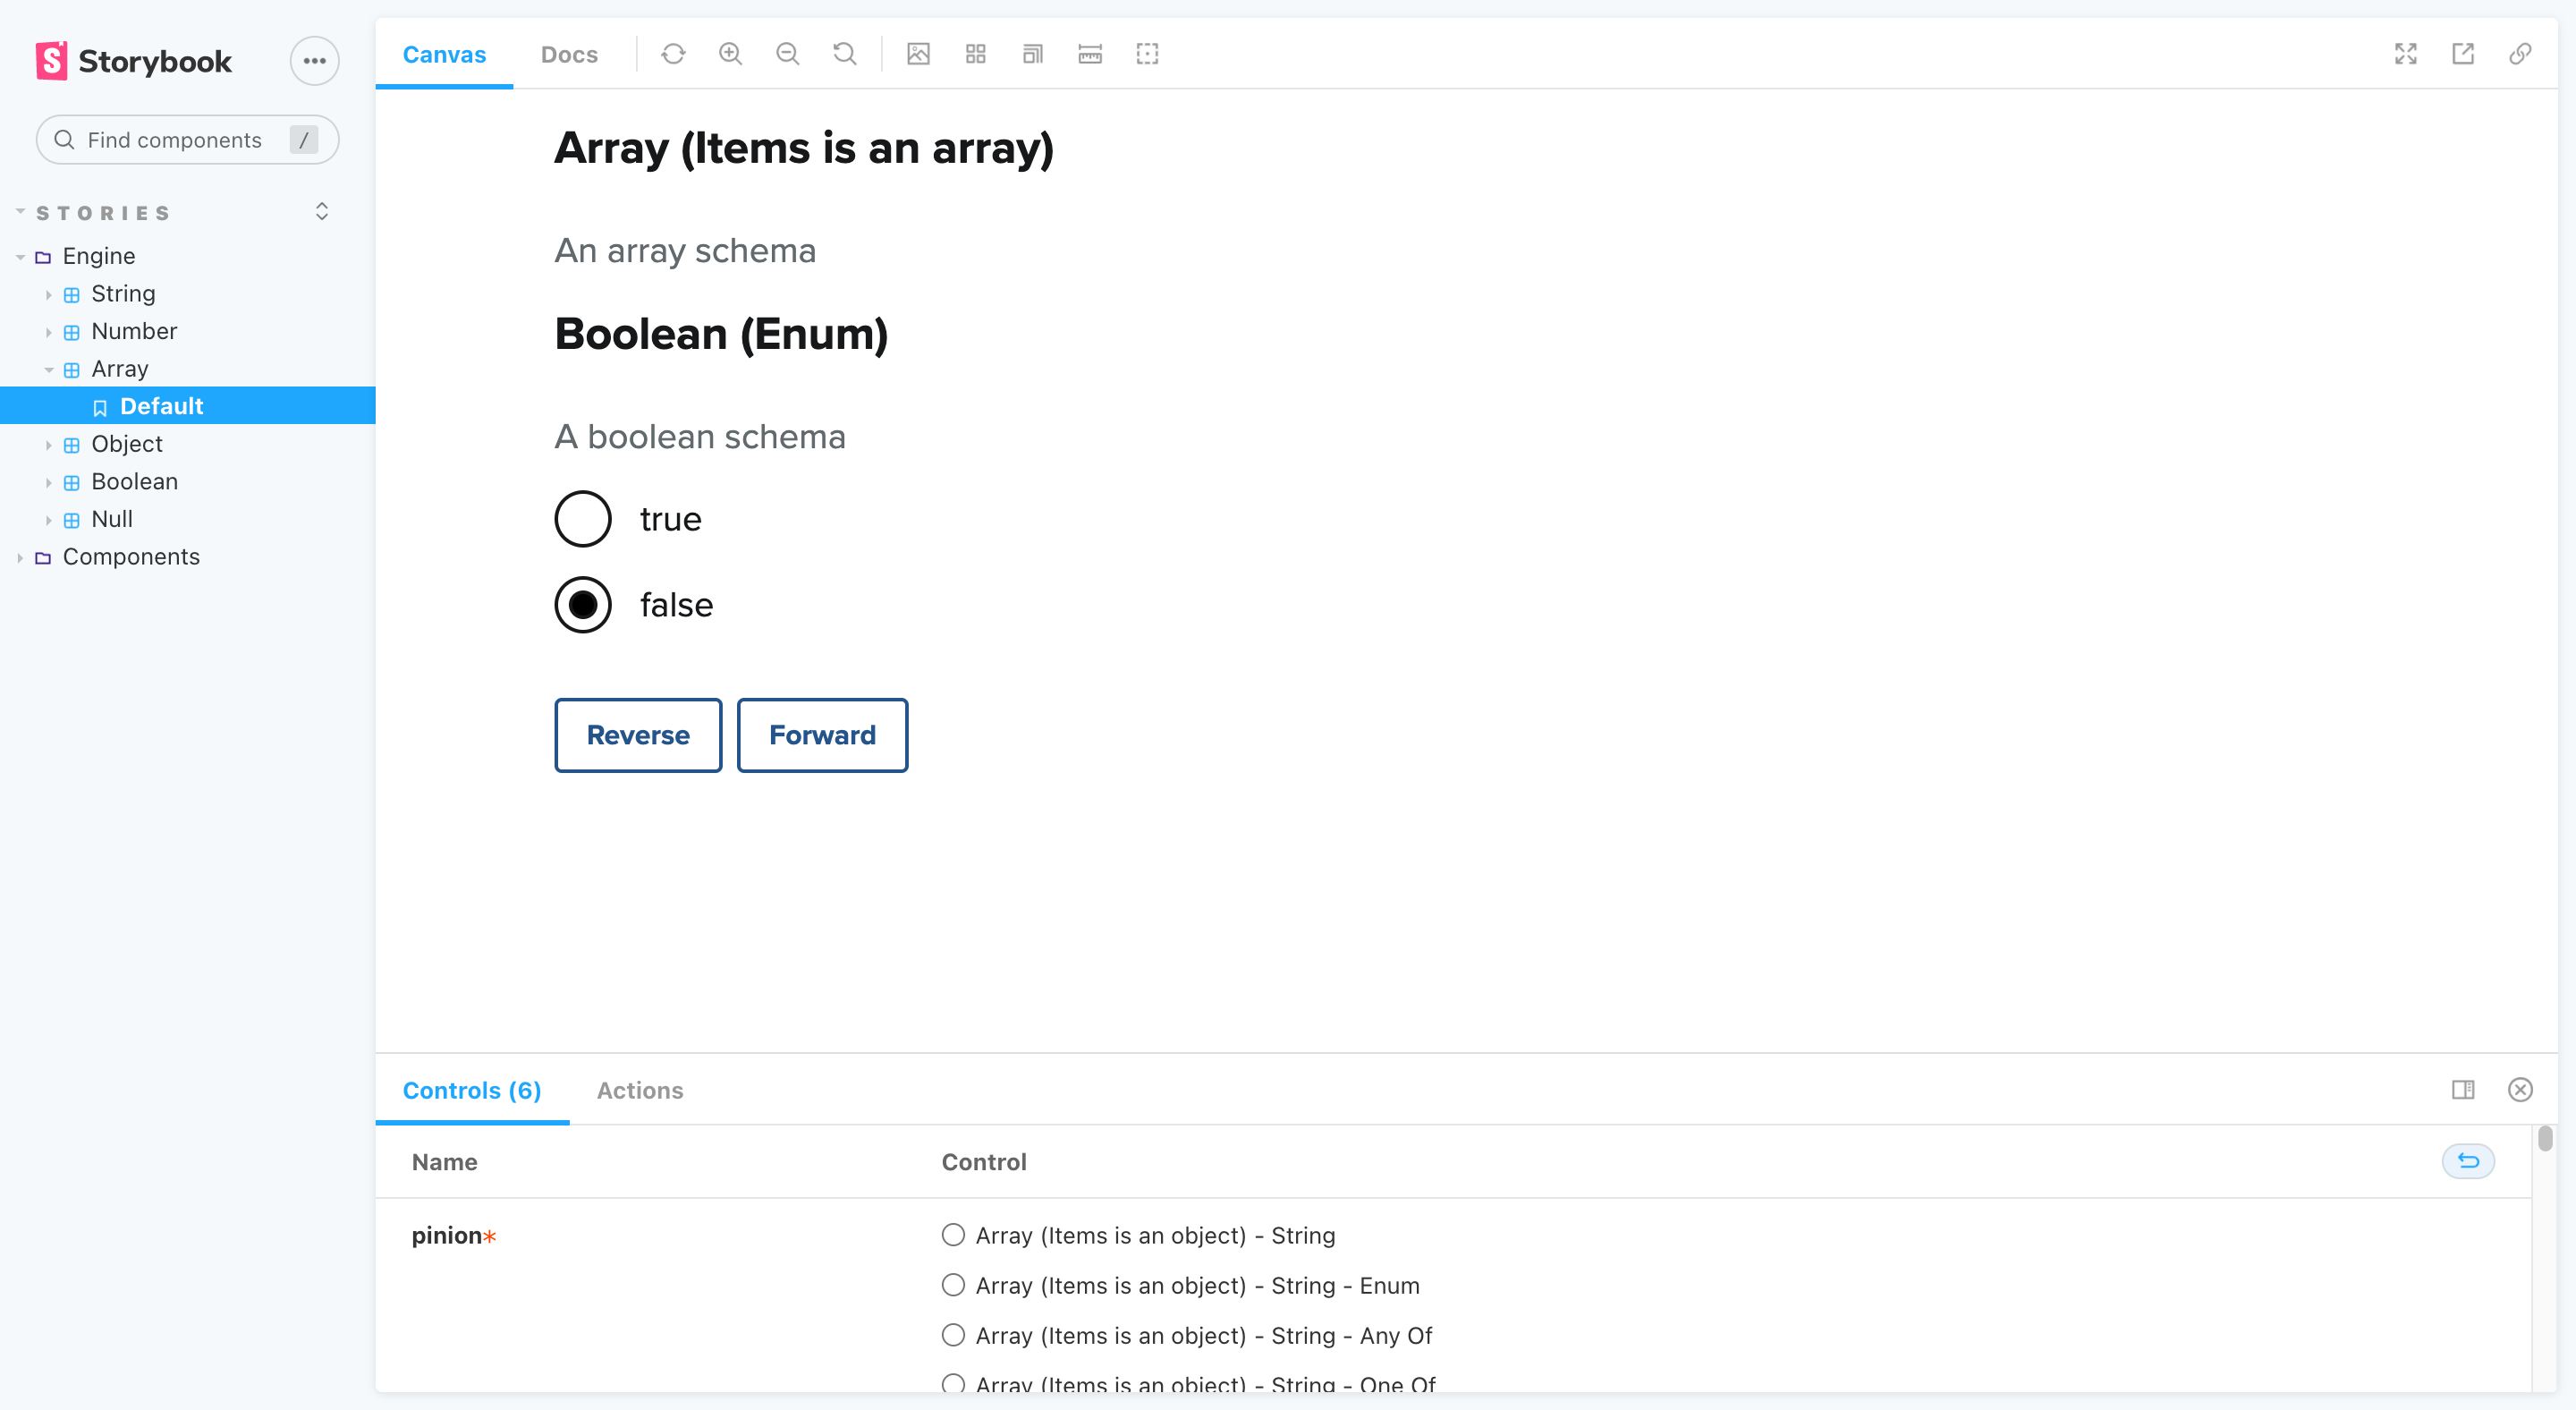 Storybook
Find components /
STORIES
Engine
String
Number
Array
Default
Object
Boolean
Null
Components
Canvas Docs
Array (Items is an array)
An array schema
Boolean (Enum)
A boolean schema
true
false
Reverse Forward
Controls (6) Actions
Name Control
pinion* Array (Items is an object) - String
Array (Items is an object) - String - Enum
Array (Items is an object) - String - Any Of
Array (Items is an object) - String - One Of